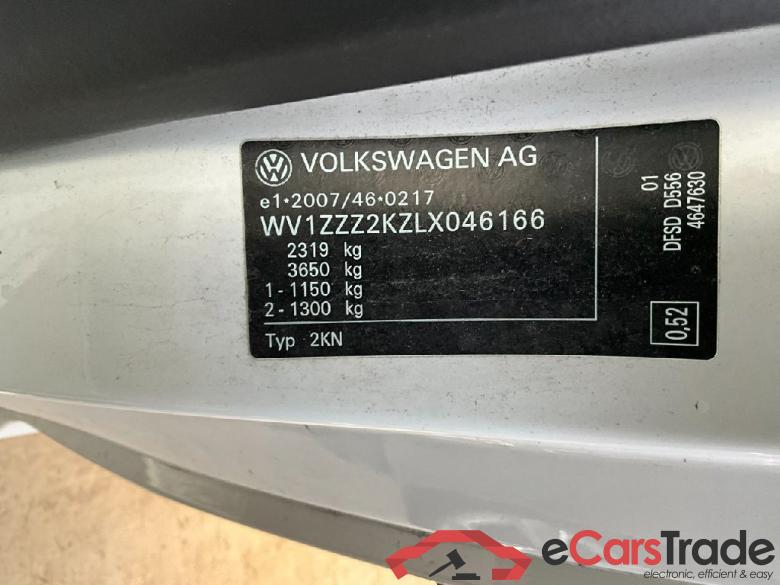 VOLKSWAGEN AG
e1*2007/46*0217
WV1ZZZ2KZLX046166
2319 kg
3650 kg
1 - 1150 kg
2 - 1300 kg
Typ 2KN
01
DFSD D556
4647630
0,52
eCarsTrade
electronic, efficient & easy